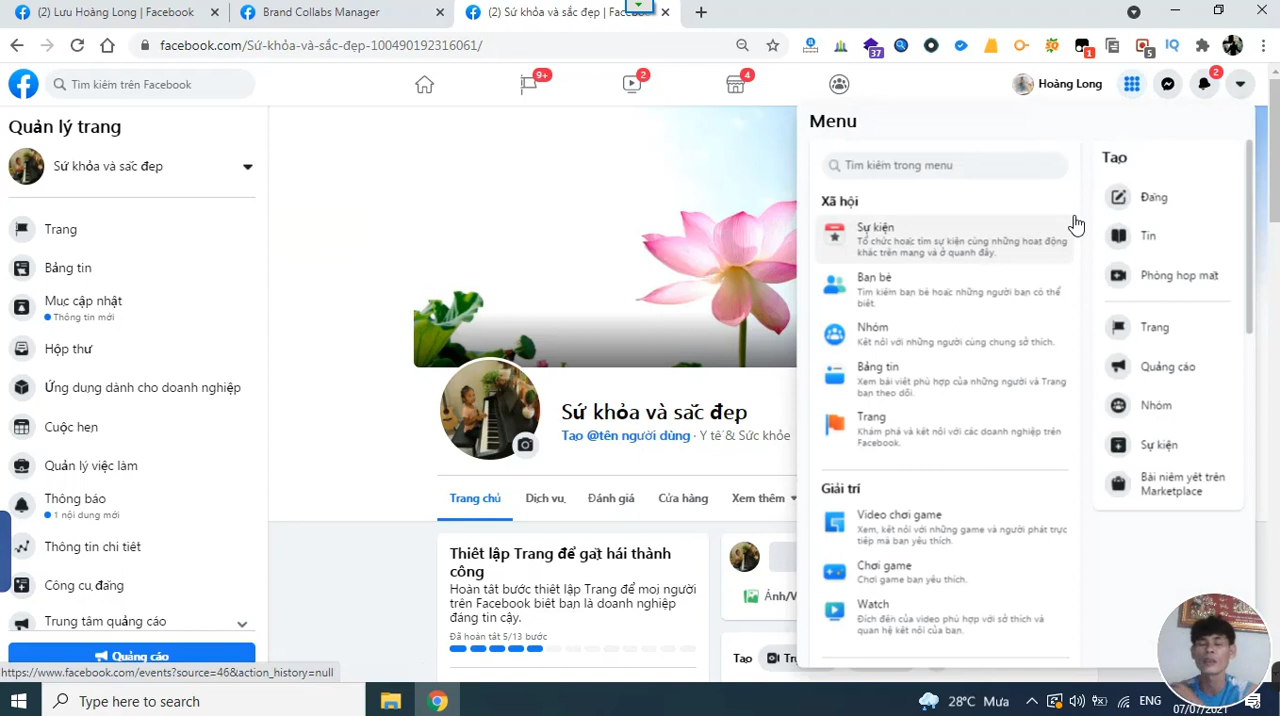 (2) Lưu Hoàng Long | Facebook
Brand Collabs Manager
(2) Sứ khỏa và sắc đẹp | Fac
facebook.com/Sứ-khỏa-và-sắc-đẹp-100490192316061/
37
1
5
IQ
Tìm kiếm trên Facebook
9+
2
4
Hoàng Long
2
Quản lý trang
Sứ khỏa và sắc đẹp
Trang
Bảng tin
Mục cập nhật
Thông tin mới
Hộp thư
Ứng dụng dành cho doanh nghiệp
Cuộc hẹn
Quản lý việc làm
Thông báo
1 nội dung mới
Thông tin chi tiết
Công cụ đăng
Trung tâm quảng cáo
Quảng cáo
https://www.facebook.com/events?source=46&action_history=null
Sứ khỏa và sắc đẹp
Tạo @tên người dùng · Y tế & Sức khỏe
Trang chủ
Dịch vụ
Đánh giá
Cửa hàng
Xem thêm
Thiết lập Trang để gặt hái thành
công
Hoàn tất bước thiết lập Trang để mọi người
trên Facebook biết bạn là doanh nghiệp
đáng tin cậy.
Đã hoàn tất 5/13 bước
Ảnh/V
Tạo
Menu
Tìm kiếm trong menu
Xã hội
Sự kiện
Tổ chức hoặc tìm sự kiện cùng những hoạt động
khác trên mạng và ở quanh đây.
Bạn bè
Tìm kiếm bạn bè hoặc những người bạn có thể
biết.
Nhóm
Kết nối với những người cùng chung sở thích.
Bảng tin
Xem bài viết phù hợp của những người và Trang
bạn theo dõi.
Trang
Khám phá và kết nối với các doanh nghiệp trên
Facebook.
Giải trí
Video chơi game
Xem, kết nối với những game và người phát trực
tiếp mà bạn yêu thích.
Chơi game
Chơi game bạn yêu thích.
Watch
Đích đến của video phù hợp với sở thích và
quan hệ kết nối của bạn.
Tạo
Đăng
Tin
Phòng họp mặt
Trang
Quảng cáo
Nhóm
Sự kiện
Bài niêm yết trên
Marketplace
Type here to search
28°C Mưa
ENG
07/07/2021